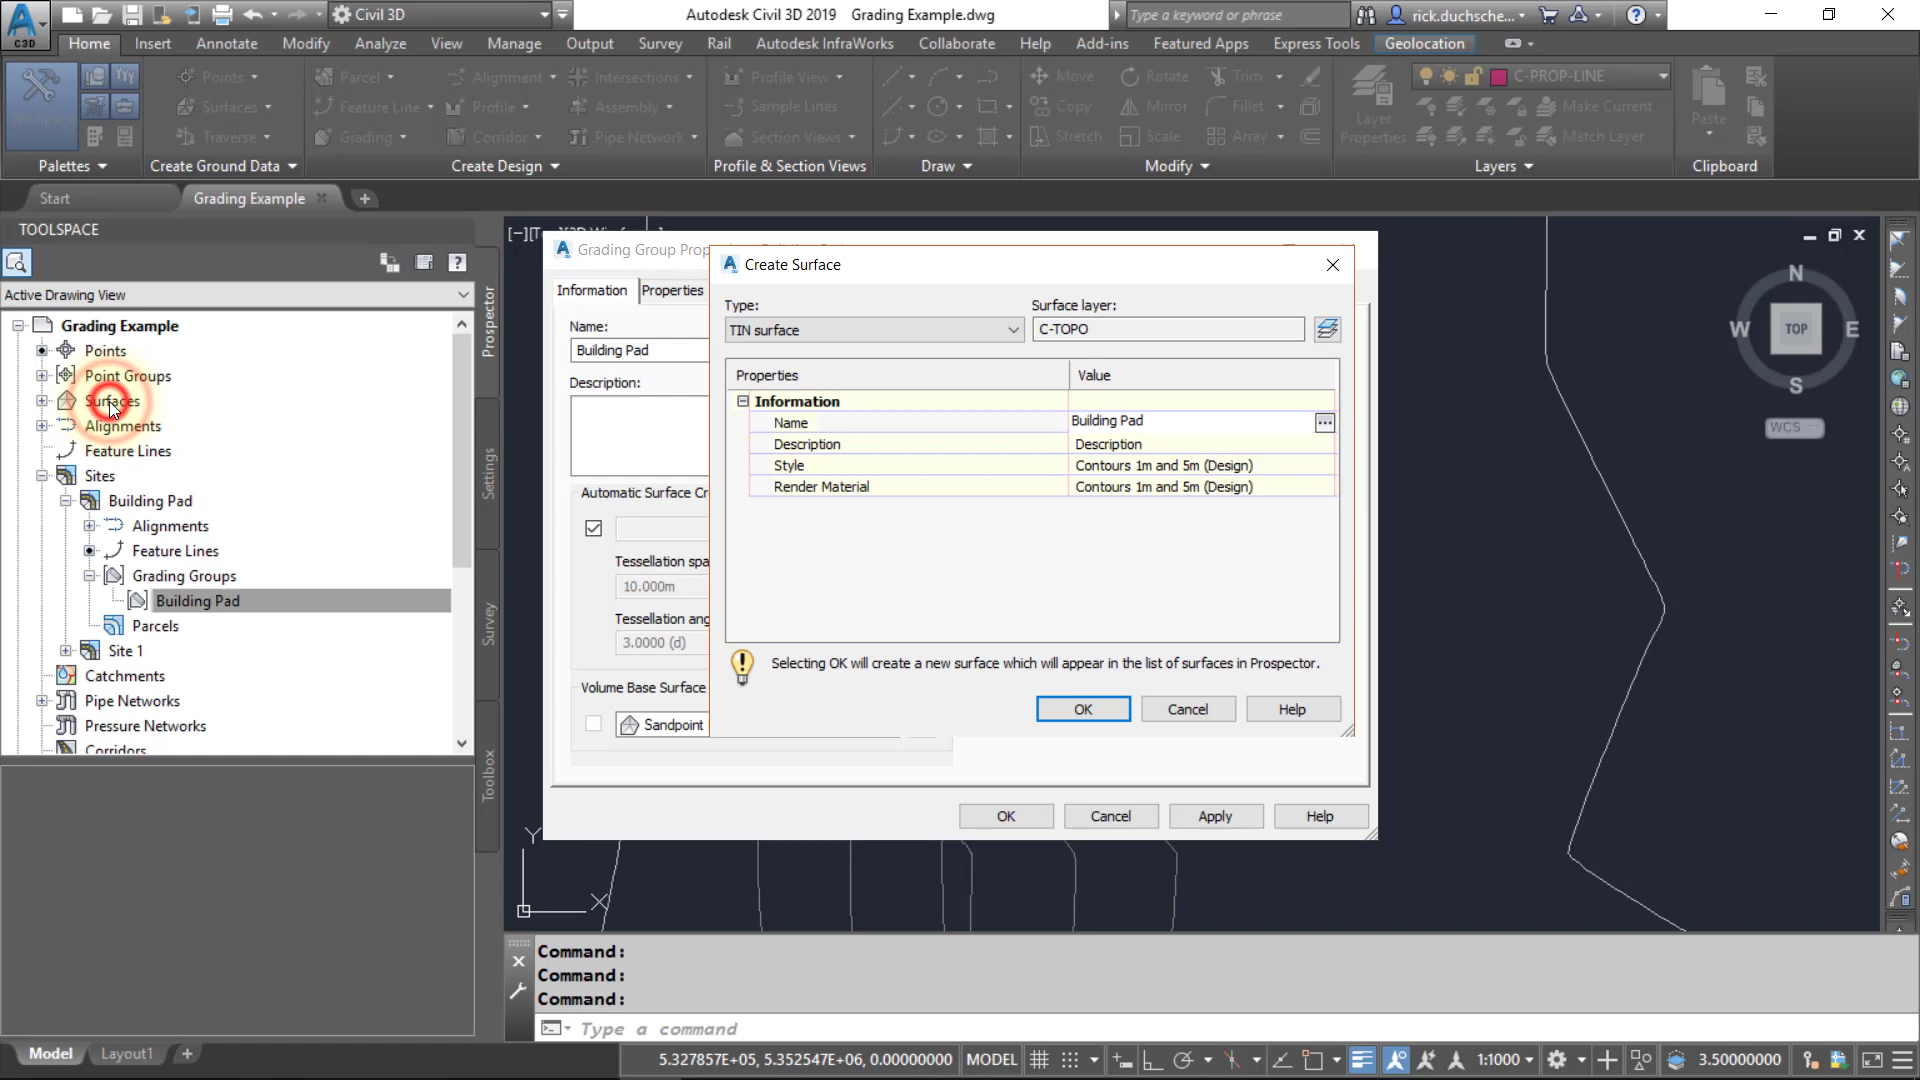 C3D
Civil 3D
Autodesk Civil 3D 2019 Grading Example.dwg
Type a keyword or phrase
rick.duchsche...
Home Insert Annotate Modify Analyze View Manage Output Survey Rail Autodesk InfraWorks Collaborate Help Add-ins Featured Apps Express Tools Geolocation
Points Parcel Alignment Intersections Profile View Move Rotate Trim C-PROP-LINE
Surfaces Feature Line Profile Assembly Sample Lines Copy Mirror Fillet Make Current
Traverse Grading Corridor Pipe Network Section Views Stretch Scale Array Match Layer
Layer Properties
Paste
Palettes Create Ground Data Create Design Profile & Section Views Draw Modify Layers Clipboard
Start Grading Example
TOOLSPACE
Active Drawing View
Grading Example
Points
Point Groups
Surfaces
Alignments
Feature Lines
Sites
Building Pad
Alignments
Feature Lines
Grading Groups
Building Pad
Parcels
Site 1
Catchments
Pipe Networks
Pressure Networks
Corridors
Prospector
Settings
Survey
Toolbox
Grading Group Prop
Information Properties
Name:
Building Pad
Description:
Automatic Surface Cr
Tessellation spa
10.000m
Tessellation ang
3.0000 (d)
Volume Base Surface
Sandpoint
OK Cancel Apply Help
Create Surface
Type: Surface layer:
TIN surface C-TOPO
Properties Value
Information
Name Building Pad
Description Description
Style Contours 1m and 5m (Design)
Render Material Contours 1m and 5m (Design)
Selecting OK will create a new surface which will appear in the list of surfaces in Prospector.
OK Cancel Help
N
W TOP E
S
WCS
Y
X
Command:
Command:
Command:
Type a command
Model Layout1
5.327857E+05, 5.352547E+06, 0.00000000 MODEL 1:1000 3.50000000